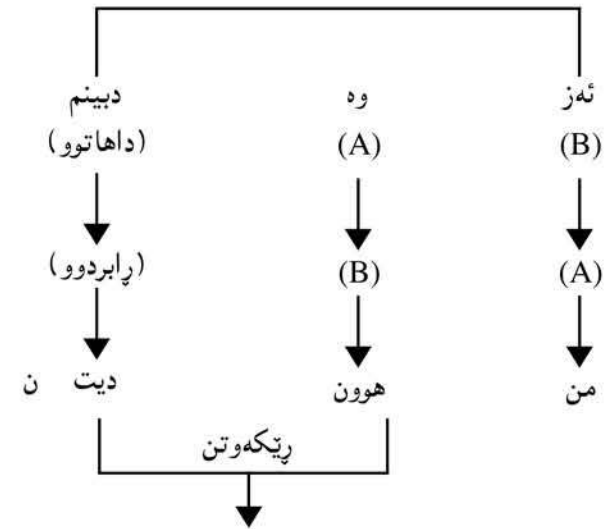 ئەز وە دبینم
(B) (A) (داهاتوو)
(A) (B) (ڕابردوو)
من هوون دیت ن
ڕێکەوتن